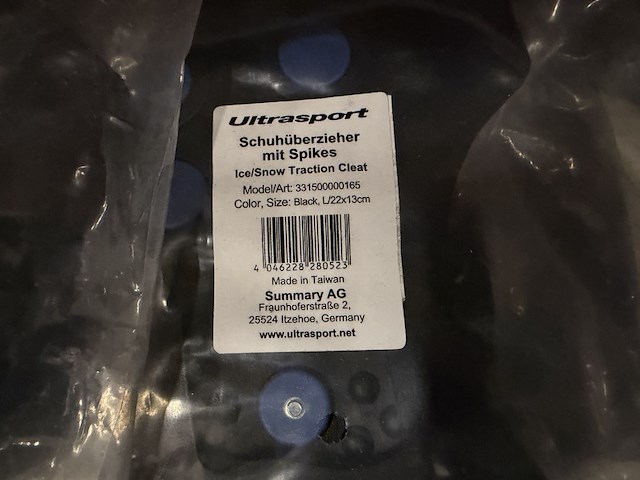 Ultrasport
Schuhüberzieher
mit Spikes
Ice/Snow Traction Cleat
Model/Art: 331500000165
Color, Size: Black, L/22x13cm
4 046228 280523
Made in Taiwan
Summary AG
Fraunhoferstraße 2,
25524 Itzehoe, Germany
www.ultrasport.net